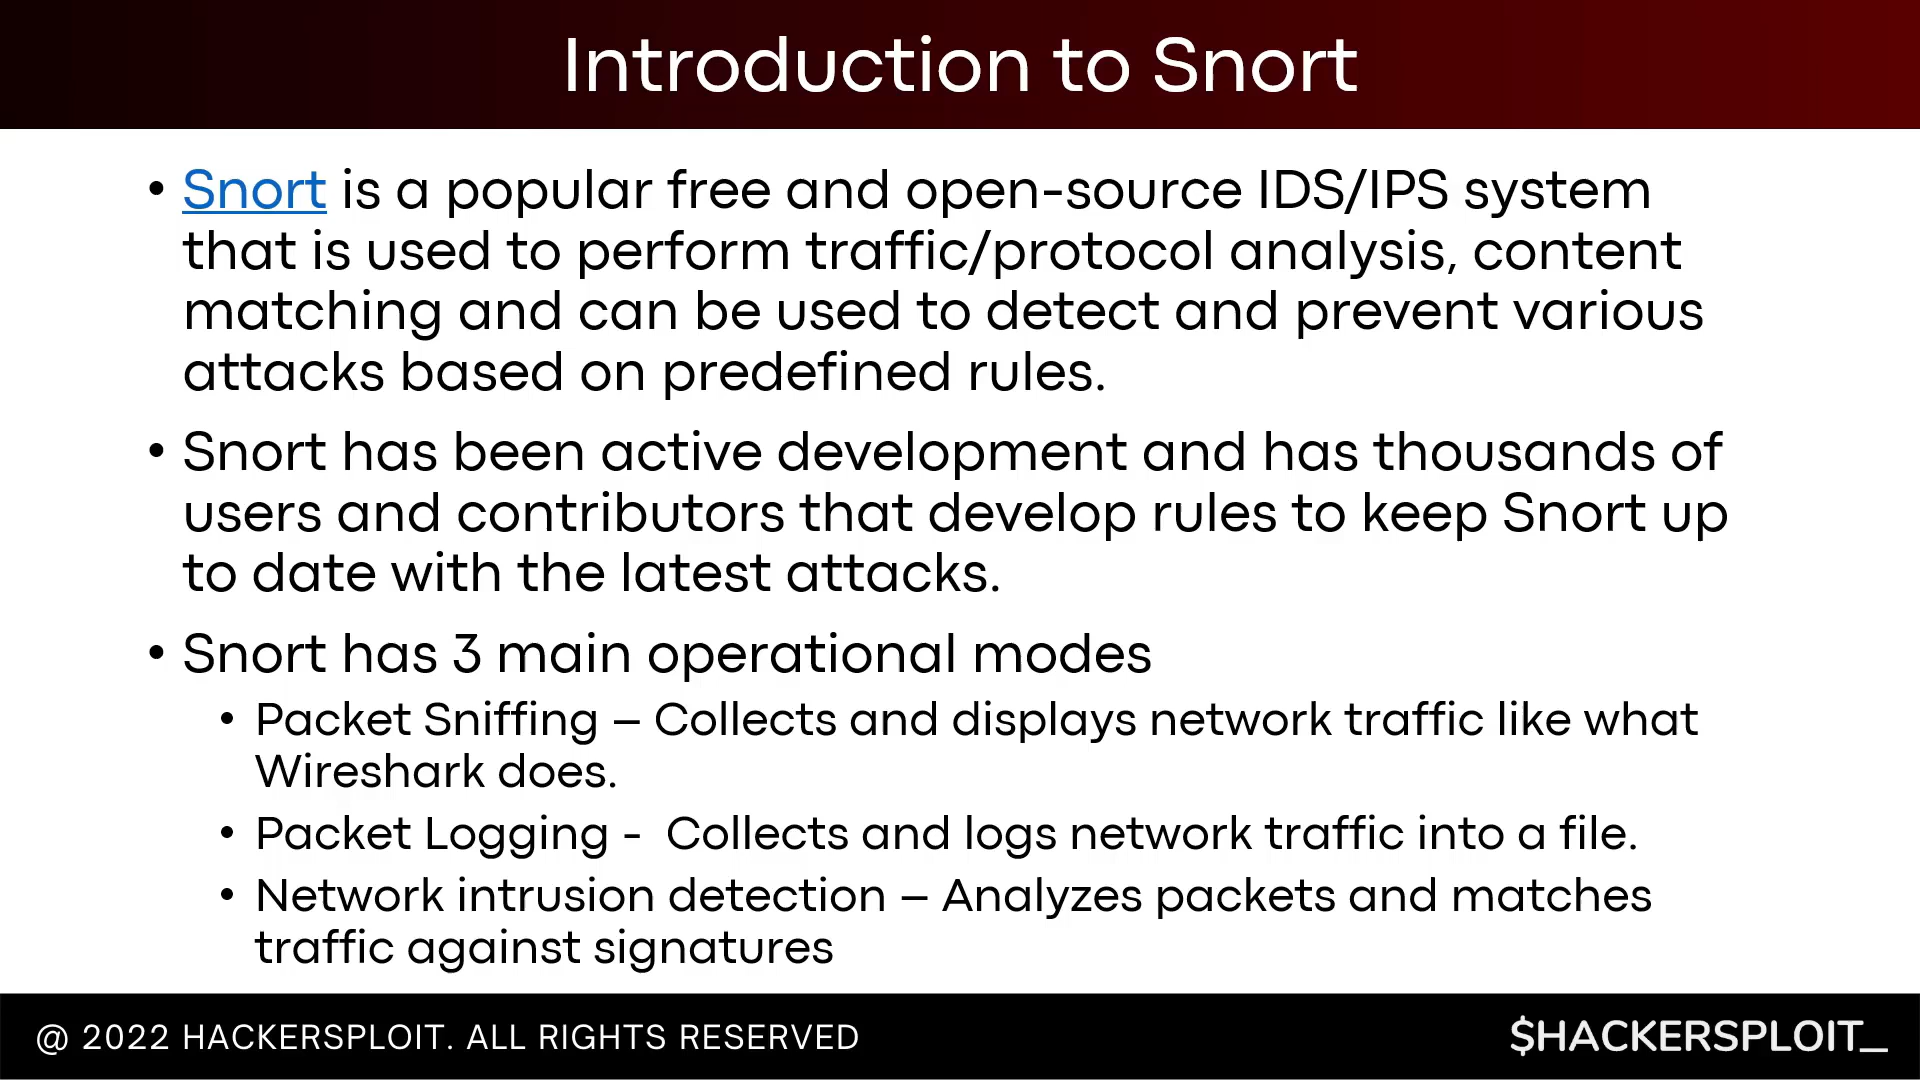 Introduction to Snort
• Snort is a popular free and open-source IDS/IPS system
that is used to perform traffic/protocol analysis, content
matching and can be used to detect and prevent various
attacks based on predefined rules.
• Snort has been active development and has thousands of
users and contributors that develop rules to keep Snort up
to date with the latest attacks.
• Snort has 3 main operational modes
• Packet Sniffing – Collects and displays network traffic like what
Wireshark does.
• Packet Logging -  Collects and logs network traffic into a file.
• Network intrusion detection – Analyzes packets and matches
traffic against signatures
@ 2022 HACKERSPLOIT. ALL RIGHTS RESERVED
$HACKERSPLOIT_